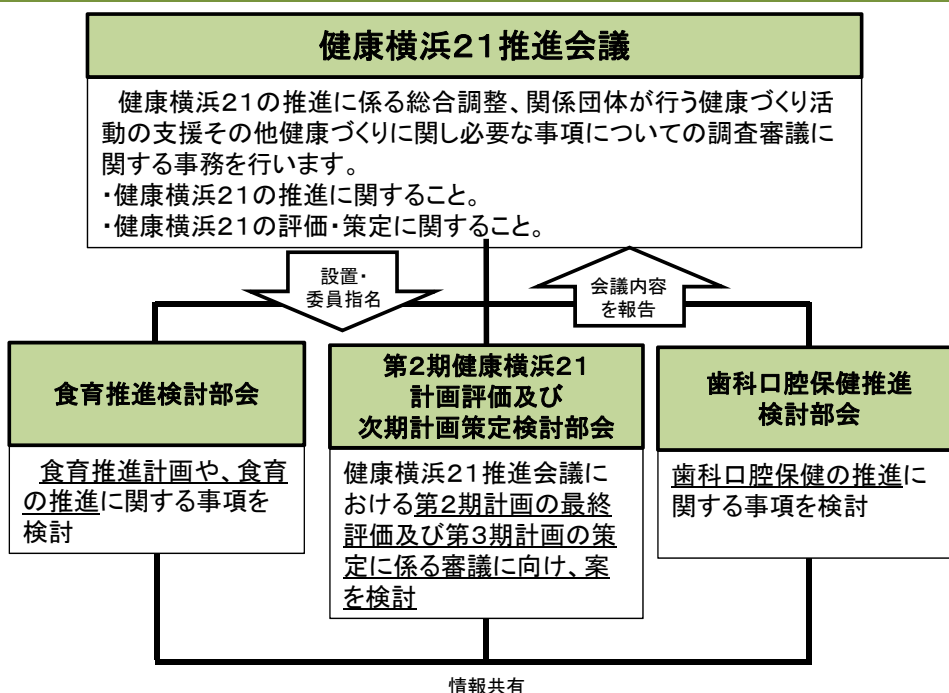 健康横浜21推進会議
健康横浜21の推進に係る総合調整、関係団体が行う健康づくり活
動の支援その他健康づくりに関し必要な事項についての調査審議に
関する事務を行います。
・健康横浜21の推進に関すること。
・健康横浜21の評価・策定に関すること。
設置・
委員指名
会議内容
を報告
食育推進検討部会
食育推進計画や、食育
の推進に関する事項を
検討
第2期健康横浜21
計画評価及び
次期計画策定検討部会
健康横浜21推進会議に
おける第2期計画の最終
評価及び第3期計画の策
定に係る審議に向け、案
を検討
歯科口腔保健推進
検討部会
歯科口腔保健の推進に
関する事項を検討
情報共有